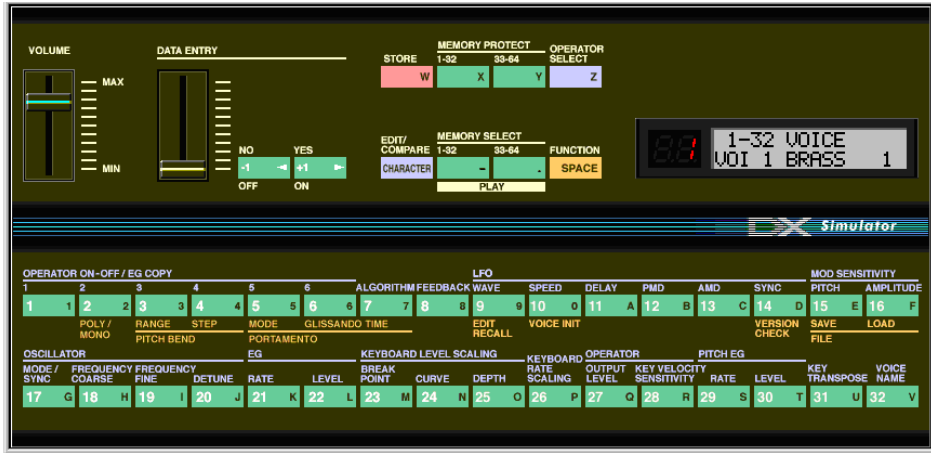 VOLUME
MAX
MIN
DATA ENTRY
NO YES
-1 +1
OFF ON
MEMORY PROTECT
STORE 1-32 33-64 OPERATOR SELECT
W X Y Z
EDIT/COMPARE
MEMORY SELECT
1-32 33-64 FUNCTION
CHARACTER - . SPACE
PLAY
1 1-32 VOICE
VOI 1 BRASS 1
DX Simulator
OPERATOR ON-OFF / EG COPY LFO MOD SENSITIVITY
1 2 3 4 5 6 ALGORITHM FEEDBACK WAVE SPEED DELAY PMD AMD SYNC PITCH AMPLITUDE
1 1 2 2 3 3 4 4 5 5 6 6 7 7 8 8 9 9 10 0 11 A 12 B 13 C 14 D 15 E 16 F
POLY / MONO RANGE STEP MODE GLISSANDO TIME EDIT RECALL VOICE INIT VERSION CHECK SAVE LOAD
PITCH BEND PORTAMENTO FILE
OSCILLATOR EG KEYBOARD LEVEL SCALING KEYBOARD RATE SCALING OPERATOR PITCH EG
MODE / SYNC FREQUENCY COARSE FREQUENCY FINE DETUNE RATE LEVEL BREAK POINT CURVE DEPTH OUTPUT LEVEL KEY VELOCITY SENSITIVITY RATE LEVEL KEY TRANSPOSE VOICE NAME
17 G 18 H 19 I 20 J 21 K 22 L 23 M 24 N 25 O 26 P 27 Q 28 R 29 S 30 T 31 U 32 V